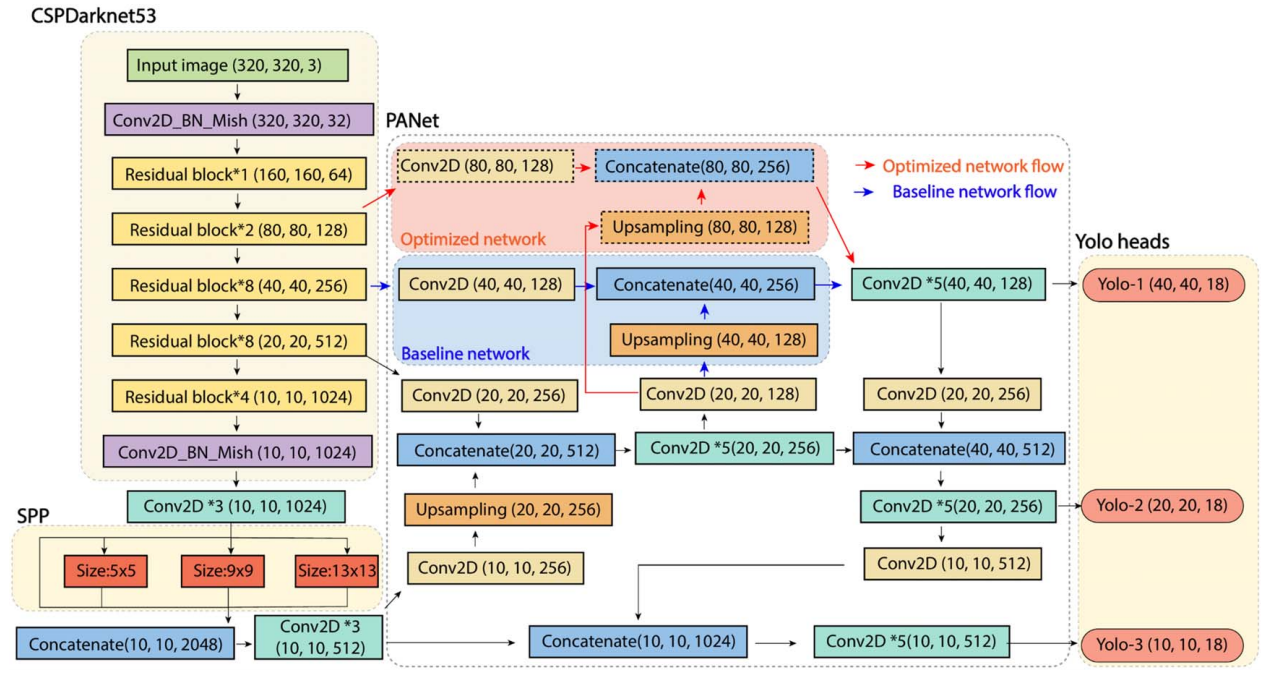 CSPDarknet53
Input image (320, 320, 3)
Conv2D_BN_Mish (320, 320, 32)
Residual block*1 (160, 160, 64)
Residual block*2 (80, 80, 128)
Residual block*8 (40, 40, 256)
Residual block*8 (20, 20, 512)
Residual block*4 (10, 10, 1024)
Conv2D_BN_Mish (10, 10, 1024)
Conv2D *3 (10, 10, 1024)
SPP
Size:5x5
Size:9x9
Size:13x13
Concatenate(10, 10, 2048)
Conv2D *3
(10, 10, 512)
PANet
Conv2D (80, 80, 128)
Concatenate(80, 80, 256)
Upsampling (80, 80, 128)
Optimized network
Optimized network flow
Baseline network flow
Conv2D (40, 40, 128)
Concatenate(40, 40, 256)
Upsampling (40, 40, 128)
Baseline network
Conv2D *5(40, 40, 128)
Conv2D (20, 20, 256)
Conv2D (20, 20, 128)
Conv2D (20, 20, 256)
Concatenate(20, 20, 512)
Conv2D *5(20, 20, 256)
Concatenate(40, 40, 512)
Upsampling (20, 20, 256)
Conv2D *5(20, 20, 256)
Conv2D (10, 10, 256)
Conv2D (10, 10, 512)
Concatenate(10, 10, 1024)
Conv2D *5(10, 10, 512)
Yolo heads
Yolo-1 (40, 40, 18)
Yolo-2 (20, 20, 18)
Yolo-3 (10, 10, 18)